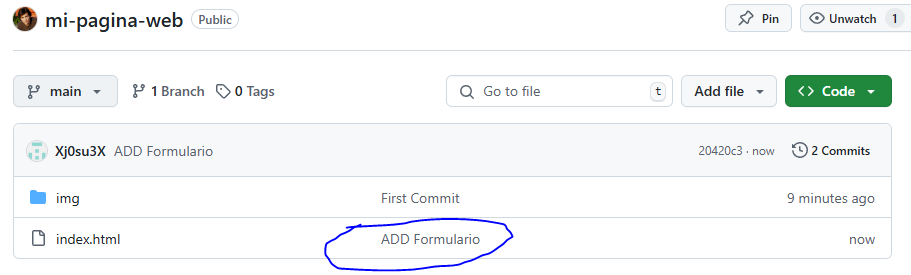 mi-pagina-web Public Pin Unwatch 1
main 1 Branch 0 Tags Go to file t Add file <> Code
Xj0su3X ADD Formulario 20420c3 · now 2 Commits
img First Commit 9 minutes ago
index.html ADD Formulario now